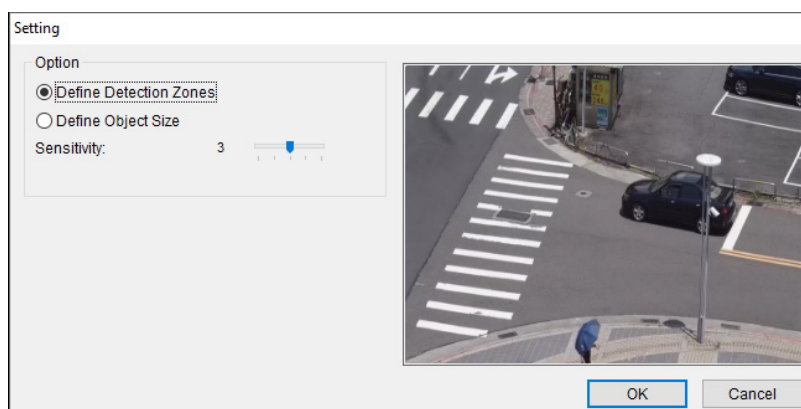 Setting
Option
Define Detection Zones
Define Object Size
Sensitivity: 3
OK
Cancel